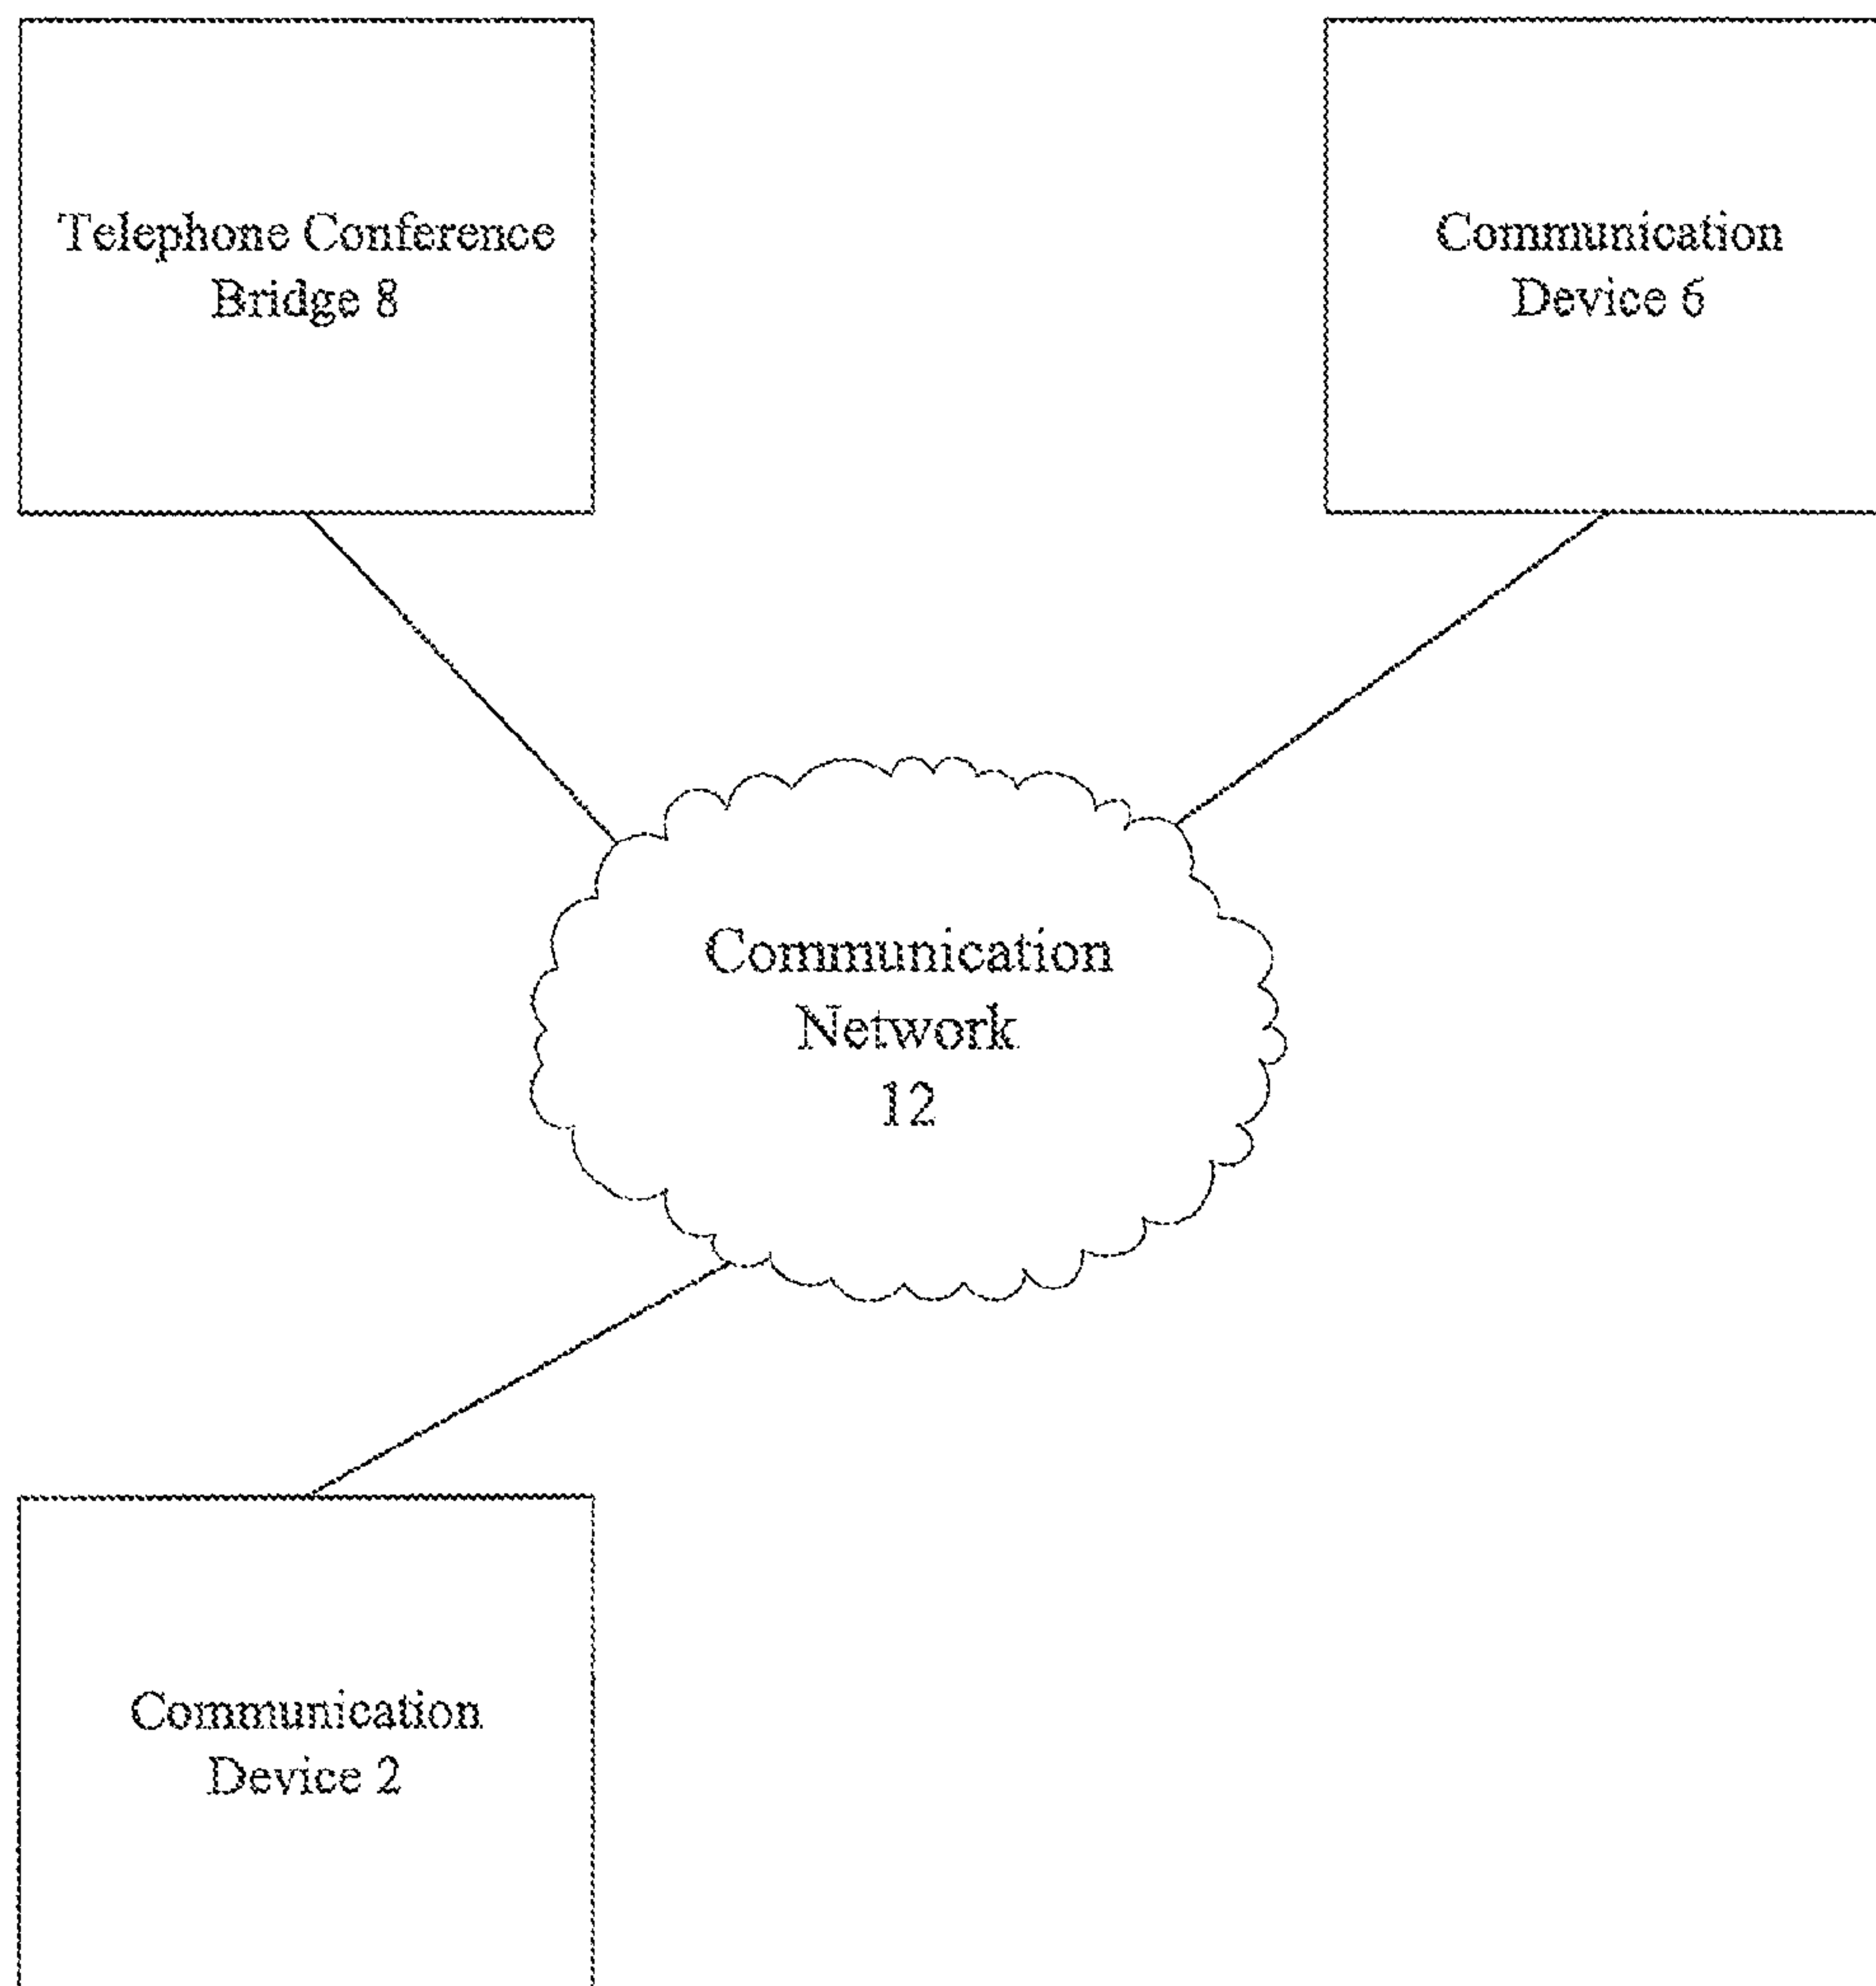 Telephone Conference
Bridge 8
Communication
Device 6
Communication
Network
12
Communication
Device 2